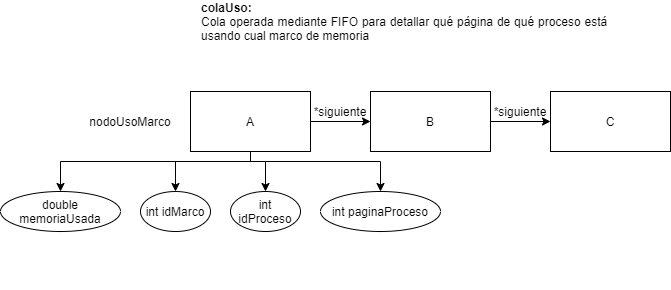 colaUso:
Cola operada mediante FIFO para detallar qué página de qué proceso está
usando cual marco de memoria
nodoUsoMarco
A
*siguiente
B
*siguiente
C
double
memoriaUsada
int idMarco
int
idProceso
int paginaProceso